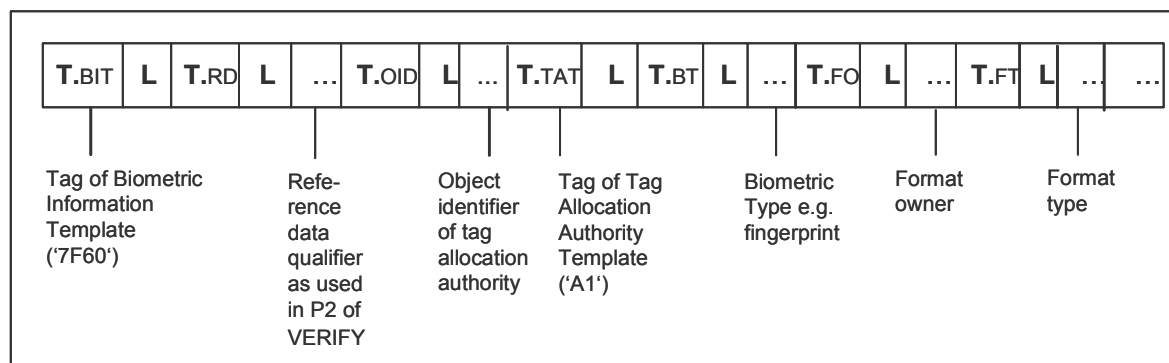 T.BIT L T.RD L ... T.OID L ... T.TAT L T.BT L ... T.FO L ... T.FT L ... ...
Tag of Biometric
Information
Template
(‘7F60‘)
Refe-
rence
data
qualifier
as used
in P2 of
VERIFY
Object
identifier
of tag
allocation
authority
Tag of Tag
Allocation
Authority
Template
(‘A1‘)
Biometric
Type e.g.
fingerprint
Format
owner
Format
type